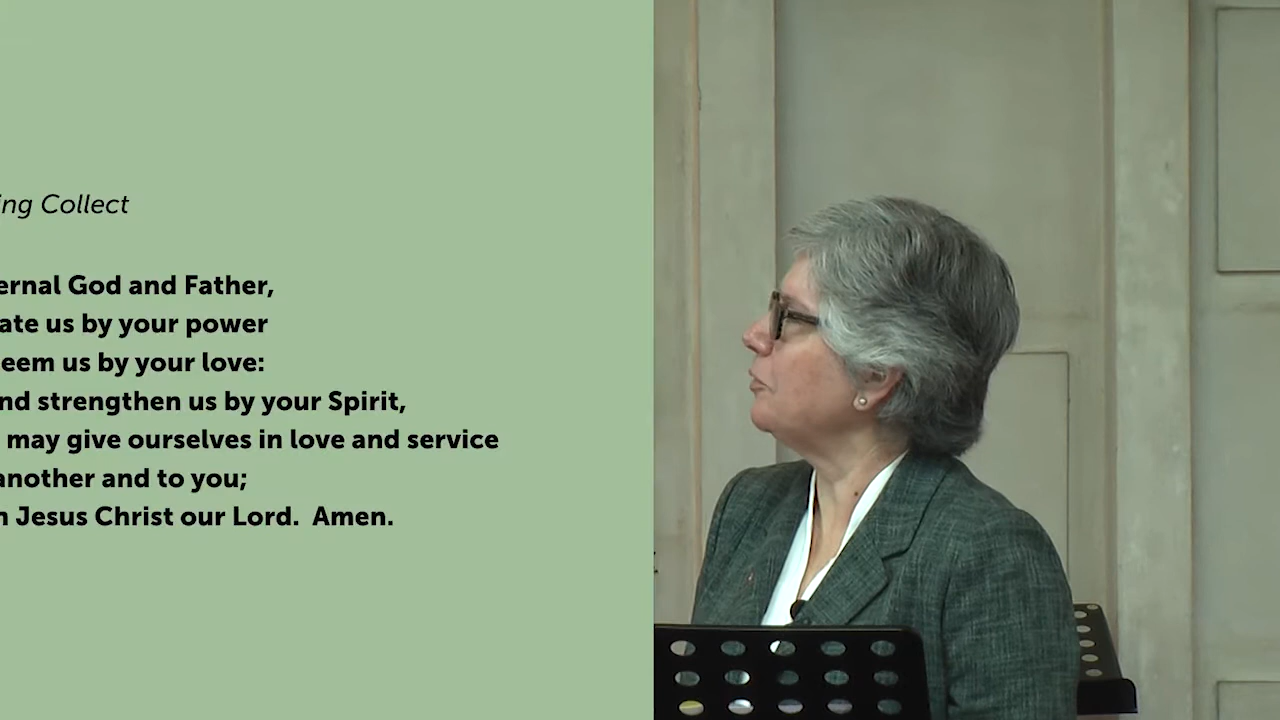 ing Collect
ernal God and Father,
ate us by your power
eem us by your love:
nd strengthen us by your Spirit,
may give ourselves in love and service
another and to you;
h Jesus Christ our Lord. Amen.